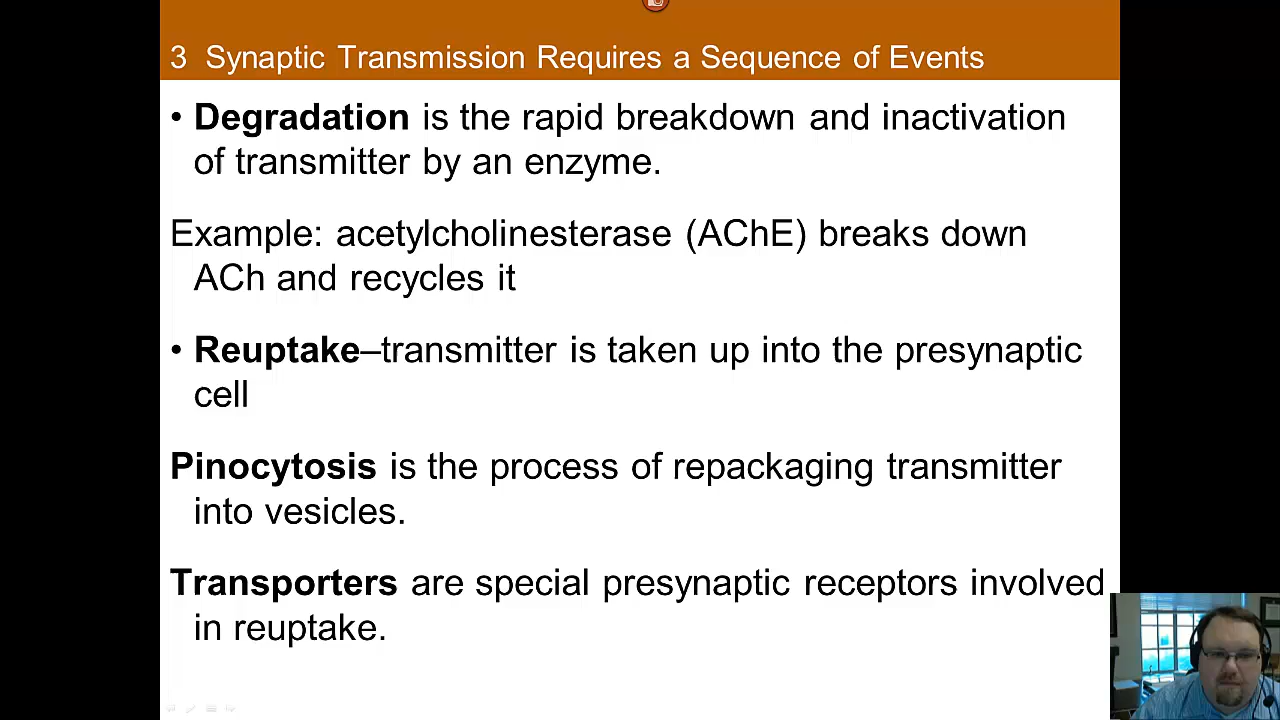 3 Synaptic Transmission Requires a Sequence of Events
• Degradation is the rapid breakdown and inactivation
of transmitter by an enzyme.
Example: acetylcholinesterase (AChE) breaks down
ACh and recycles it
• Reuptake–transmitter is taken up into the presynaptic
cell
Pinocytosis is the process of repackaging transmitter
into vesicles.
Transporters are special presynaptic receptors involved
in reuptake.